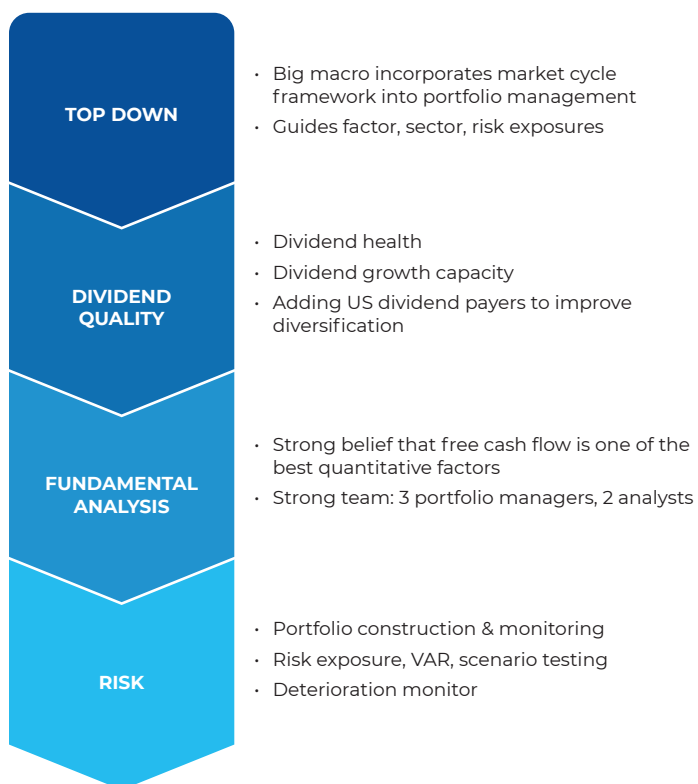 TOP DOWN
• Big macro incorporates market cycle
framework into portfolio management
• Guides factor, sector, risk exposures
DIVIDEND
QUALITY
• Dividend health
• Dividend growth capacity
• Adding US dividend payers to improve
diversification
FUNDAMENTAL
ANALYSIS
• Strong belief that free cash flow is one of the
best quantitative factors
• Strong team: 3 portfolio managers, 2 analysts
RISK
• Portfolio construction & monitoring
• Risk exposure, VAR, scenario testing
• Deterioration monitor